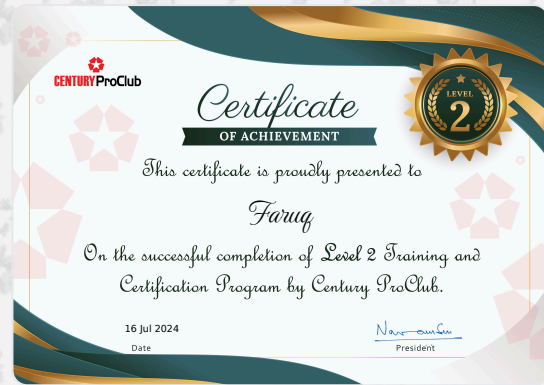 CENTURY ProClub
Certificate
OF ACHIEVEMENT
LEVEL
2
This certificate is proudly presented to
Faruq
On the successful completion of Level 2 Training and
Certification Program by Century ProClub.
16 Jul 2024
Date
President